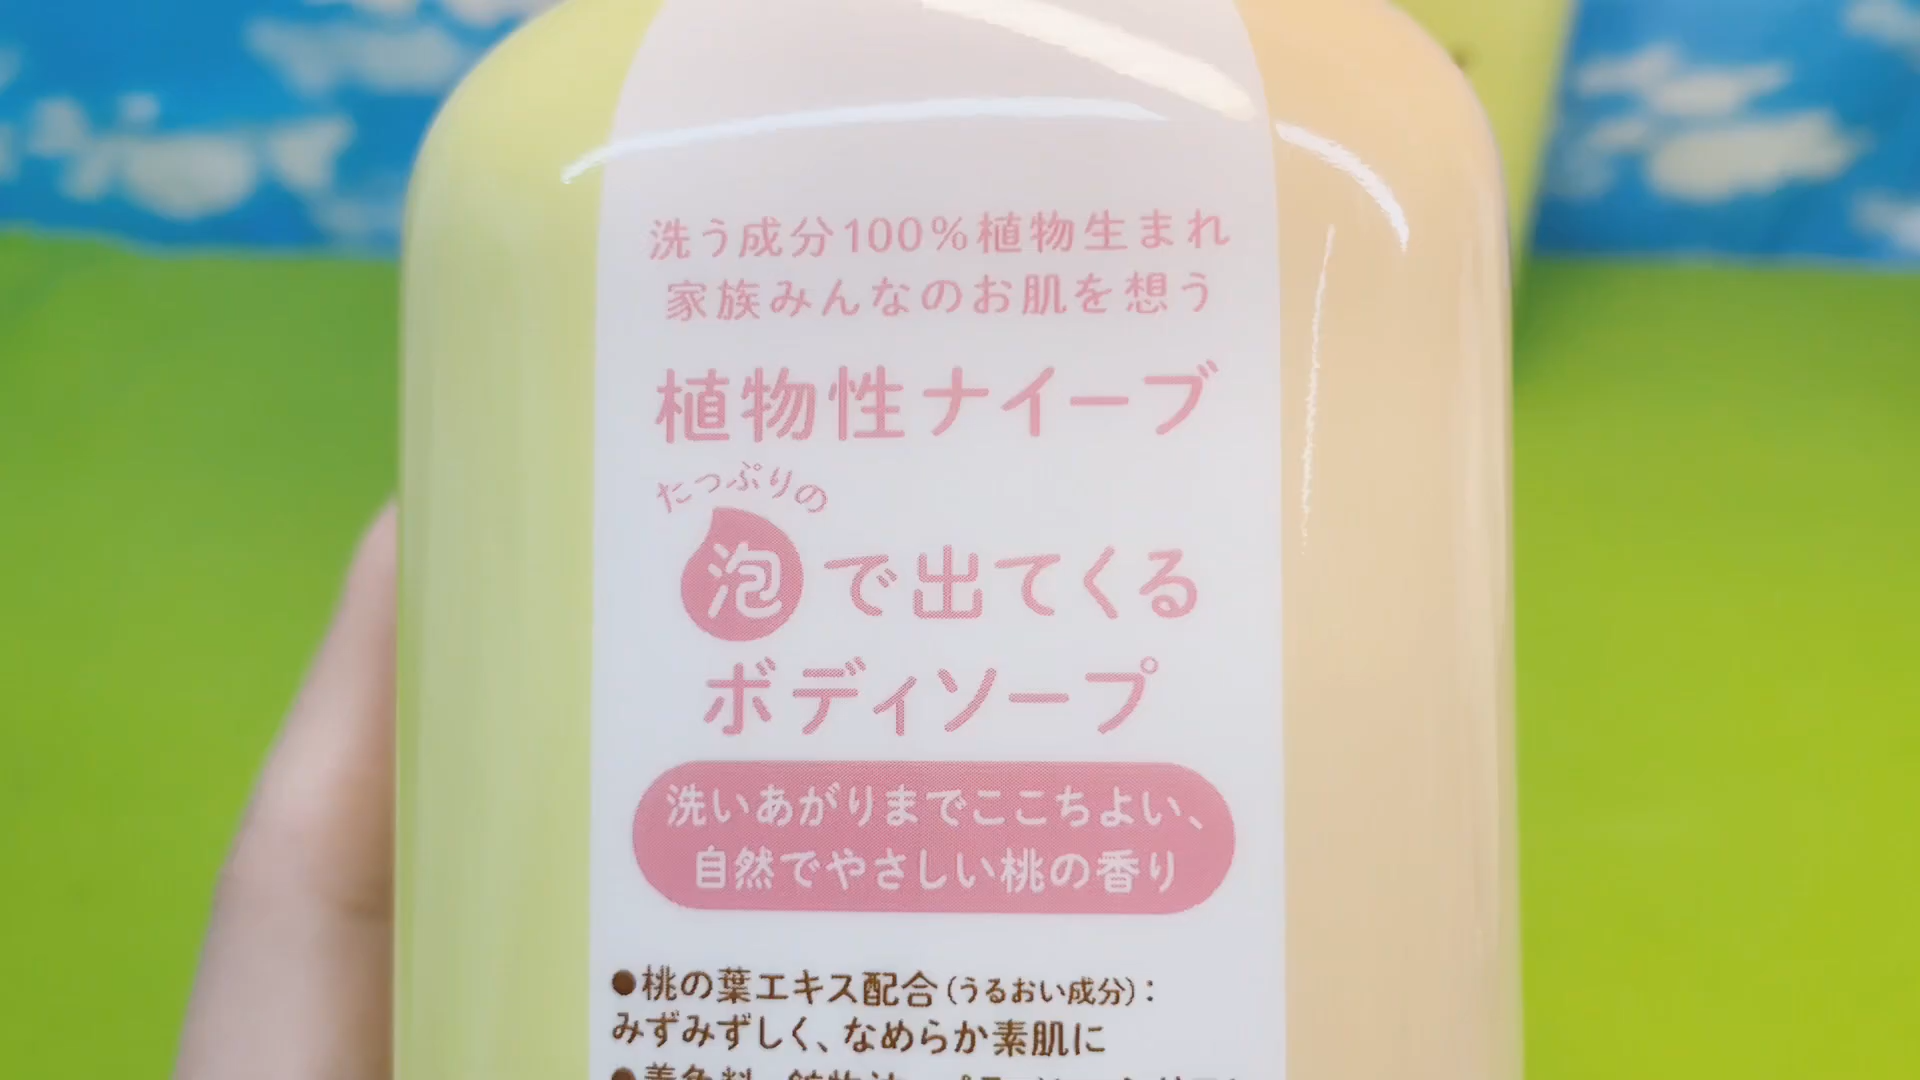 洗う成分100%植物生まれ
家族みんなのお肌を想う
植物性ナイーブ
たっぷりの
泡で出てくる
ボディソープ
洗いあがりまでここちよい、
自然でやさしい桃の香り
●桃の葉エキス配合（うるおい成分）：
みずみずしく、なめらか素肌に